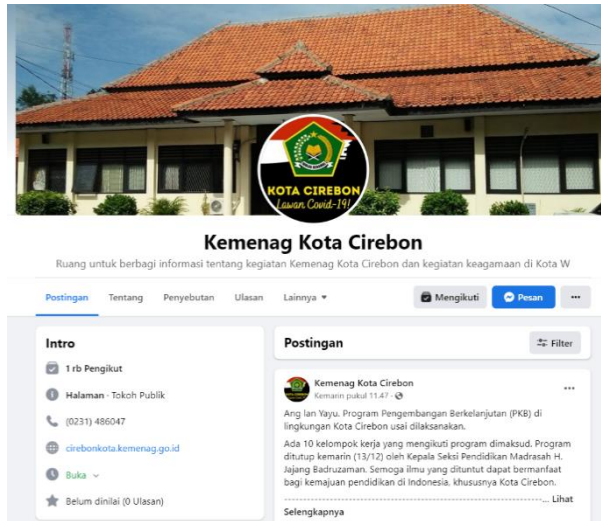 KOTA CIREBON
Lawan Covid-19!
Kemenag Kota Cirebon
Ruang untuk berbagi informasi tentang kegiatan Kemenag Kota Cirebon dan kegiatan keagamaan di Kota W
Postingan Tentang Penyebutan Ulasan Lainnya
Mengikuti Pesan ...
Intro
1 rb Pengikut
Halaman · Tokoh Publik
(0231) 486047
cirebonkota.kemenag.go.id
Buka
Belum dinilai (0 Ulasan)
Postingan
Filter
Kemenag Kota Cirebon
Kemarin pukul 11.47 ·
Ang lan Yayu. Program Pengembangan Berkelanjutan (PKB) di
lingkungan Kota Cirebon usai dilaksanakan.
Ada 10 kelompok kerja yang mengikuti program dimaksud. Program
ditutup kemarin (13/12) oleh Kepala Seksi Pendidikan Madrasah H.
Jajang Badruzaman. Semoga ilmu yang dituntut dapat bermanfaat
bagi kemajuan pendidikan di Indonesia, khususnya Kota Cirebon.
--------------------------------------------------------------... Lihat
Selengkapnya